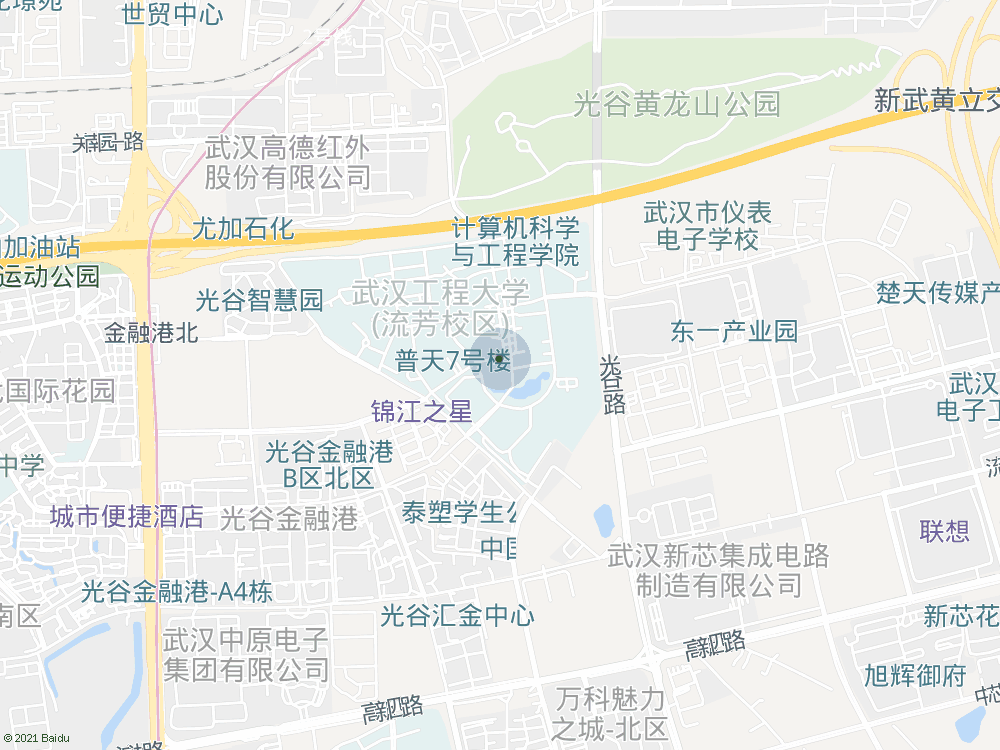 世贸中心
光谷黄龙山公园
新武黄立交
关南园一路
武汉高德红外
股份有限公司
尤加石化
计算机科学
与工程学院
武汉市仪表
电子学校
加油站
运动公园
光谷智慧园
武汉工程大学
(流芳校区)
楚天传媒产
金融港北
东一产业园
普天7号楼
光谷一路
国际花园
武汉
电子工
锦江之星
光谷金融港
B区北区
中学
城市便捷酒店
光谷金融港
泰塑学生公
中国
联想
武汉新芯集成电路
制造有限公司
光谷金融港-A4栋
南区
光谷汇金中心
新芯花
武汉中原电子
集团有限公司
高新四路
旭辉御府
万科魅力
之城-北区
高新四路
中芯
© 2021 Baidu